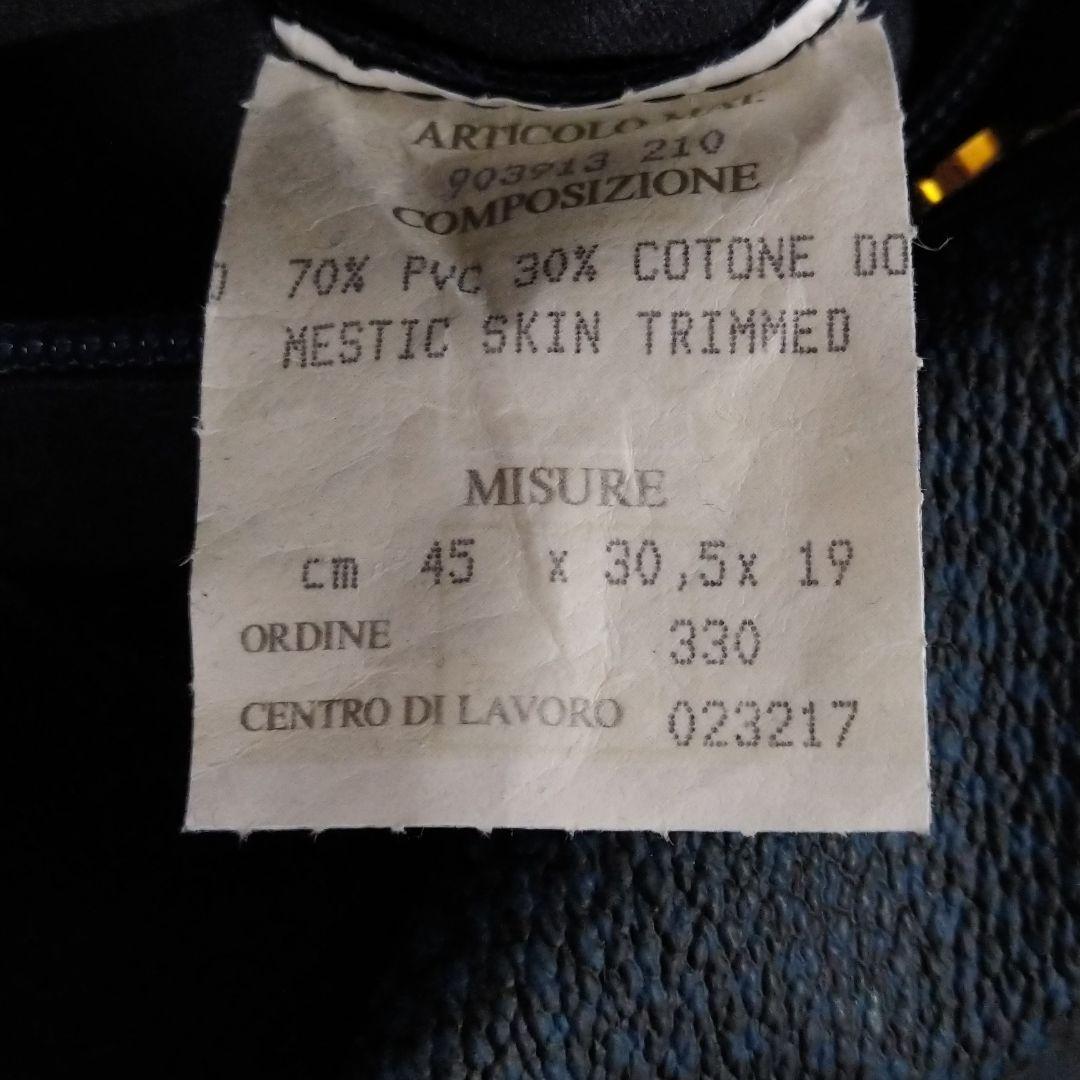 ARTICOLO
903913 210
COMPOSIZIONE
70% PVC 30% COTONE DO
MESTIC SKIN TRIMMED
MISURE
cm 45 x 30,5x 19
ORDINE 330
CENTRO DI LAVORO 023217